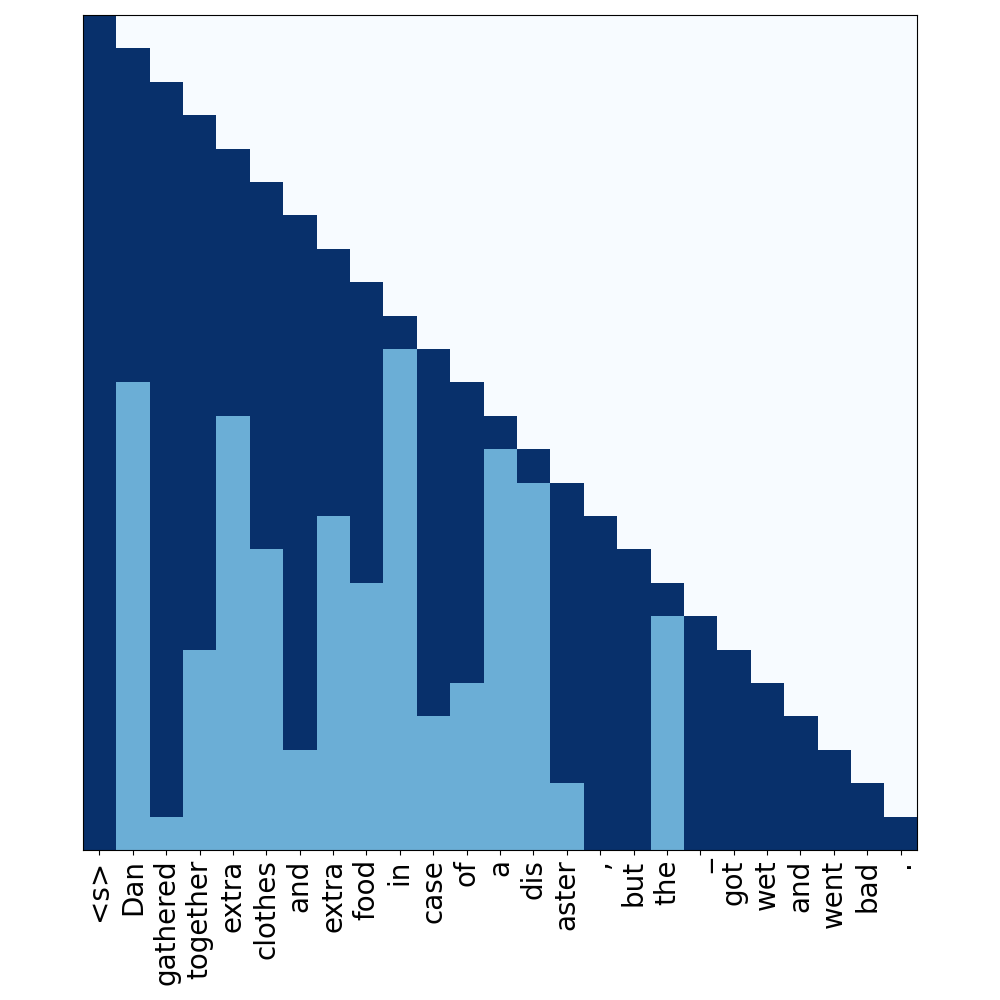 <s> Dan gathered together extra clothes and extra food in case of a dis aster , but the _ got wet and went bad .